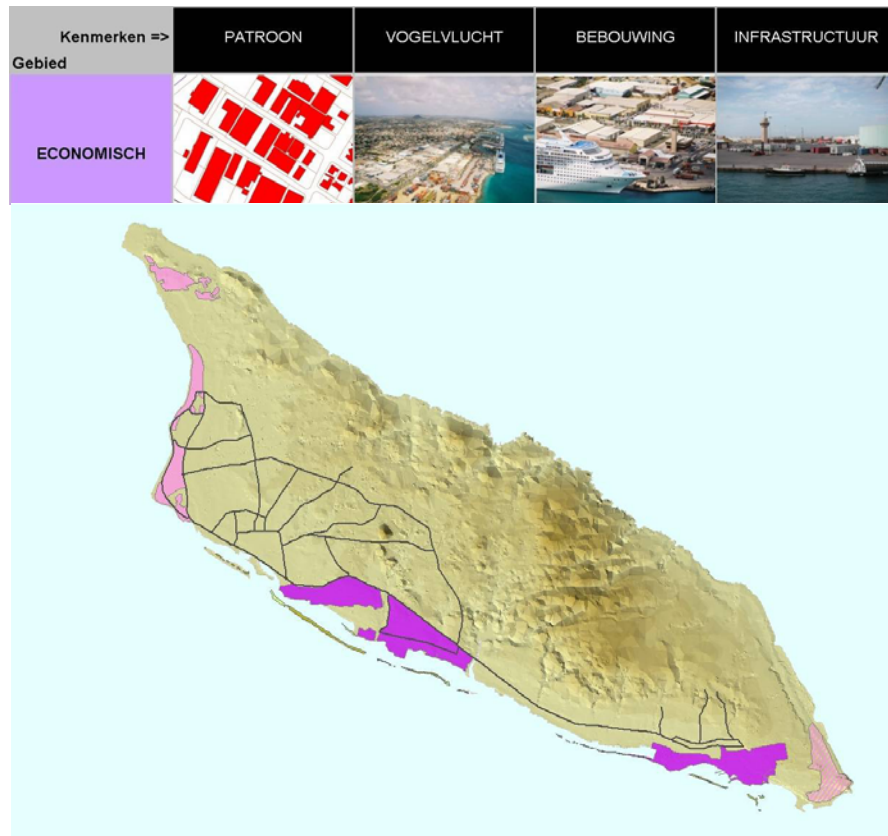 Kenmerken =>
Gebied
PATROON
VOGELVLUCHT
BEBOUWING
INFRASTRUCTUUR
ECONOMISCH